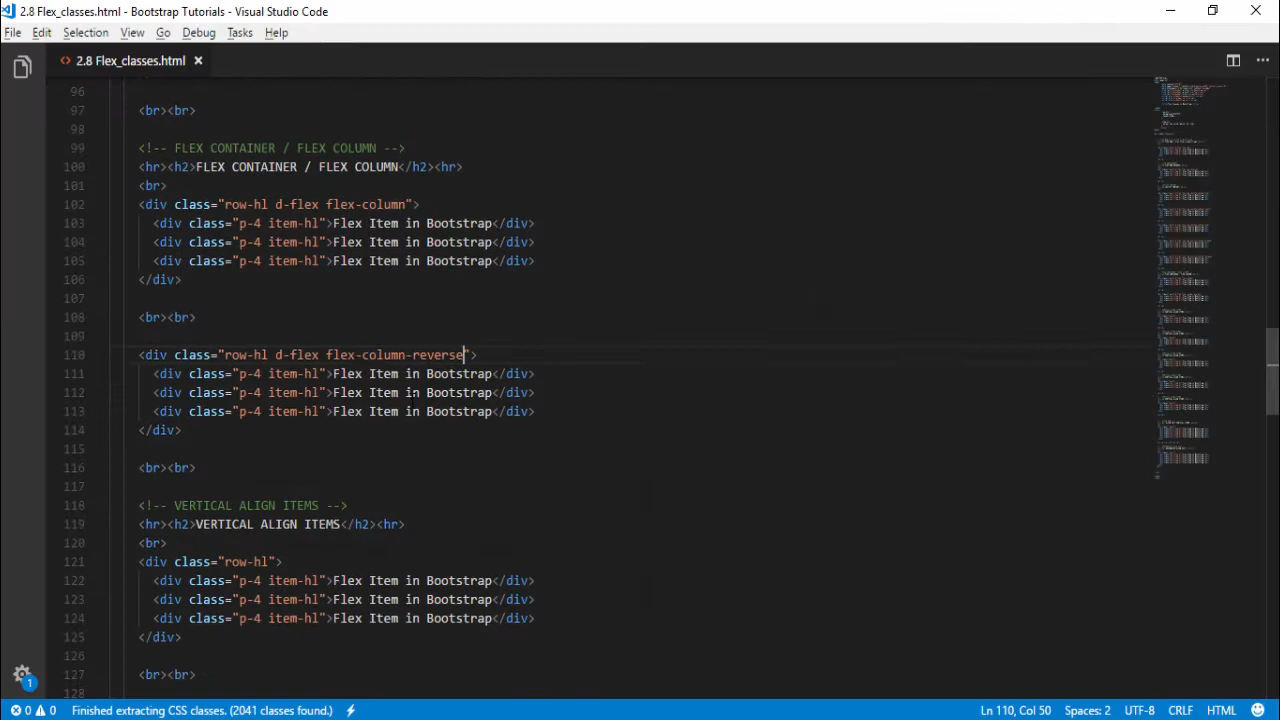 2.8 Flex_classes.html - Bootstrap Tutorials - Visual Studio Code
File Edit Selection View Go Debug Tasks Help
<> 2.8 Flex_classes.html ×
96
97 <br><br>
98
99 <!-- FLEX CONTAINER / FLEX COLUMN -->
100 <hr><h2>FLEX CONTAINER / FLEX COLUMN</h2><hr>
101 <br>
102 <div class="row-hl d-flex flex-column">
103 <div class="p-4 item-hl">Flex Item in Bootstrap</div>
104 <div class="p-4 item-hl">Flex Item in Bootstrap</div>
105 <div class="p-4 item-hl">Flex Item in Bootstrap</div>
106 </div>
107
108 <br><br>
109
110 <div class="row-hl d-flex flex-column-reverse">
111 <div class="p-4 item-hl">Flex Item in Bootstrap</div>
112 <div class="p-4 item-hl">Flex Item in Bootstrap</div>
113 <div class="p-4 item-hl">Flex Item in Bootstrap</div>
114 </div>
115
116 <br><br>
117
118 <!-- VERTICAL ALIGN ITEMS -->
119 <hr><h2>VERTICAL ALIGN ITEMS</h2><hr>
120 <br>
121 <div class="row-hl">
122 <div class="p-4 item-hl">Flex Item in Bootstrap</div>
123 <div class="p-4 item-hl">Flex Item in Bootstrap</div>
124 <div class="p-4 item-hl">Flex Item in Bootstrap</div>
125 </div>
126
127 <br><br>
128
1
0 0 Finished extracting CSS classes. (2041 classes found.) Ln 110, Col 50 Spaces: 2 UTF-8 CRLF HTML